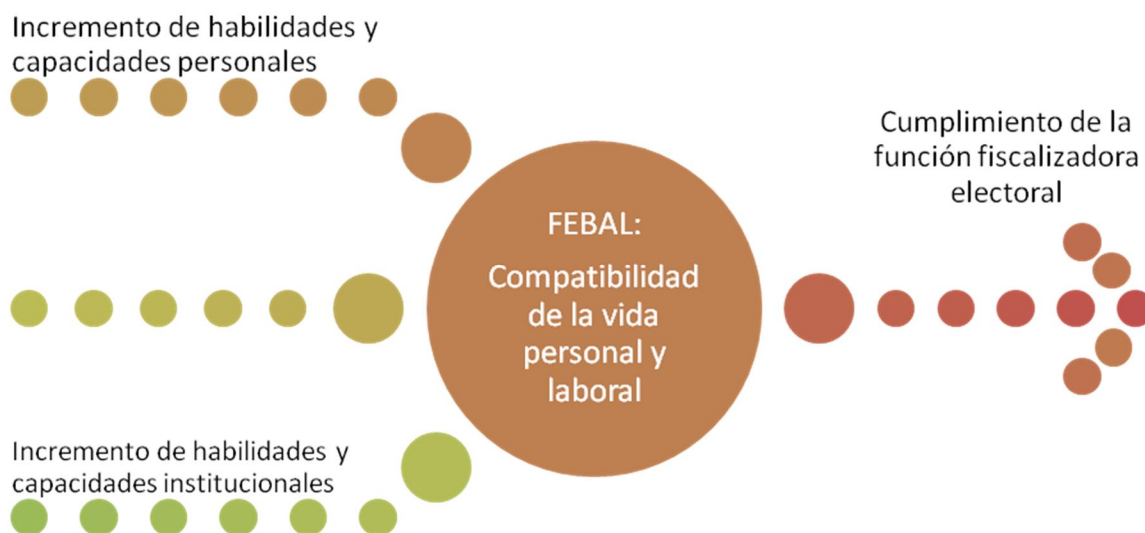 Incremento de habilidades y
capacidades personales
FEBAL:
Compatibilidad
de la vida
personal y
laboral
Cumplimiento de la
función fiscalizadora
electoral
Incremento de habilidades y
capacidades institucionales